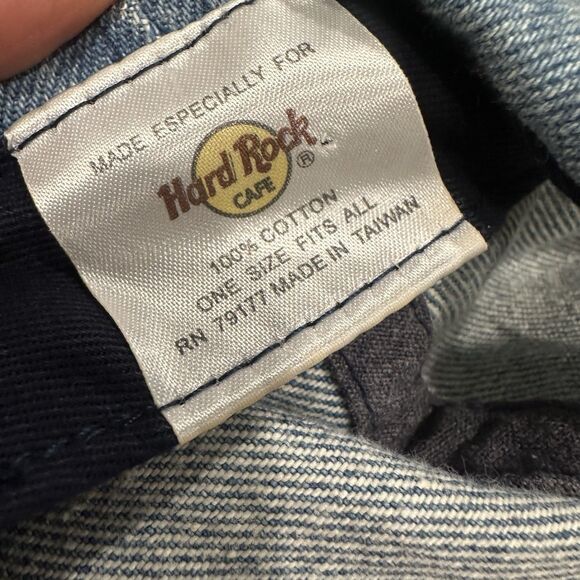 MADE ESPECIALLY FOR
Hard Rock ®
CAFE
100% COTTON
ONE SIZE FITS ALL
RN 79177 MADE IN TAIWAN